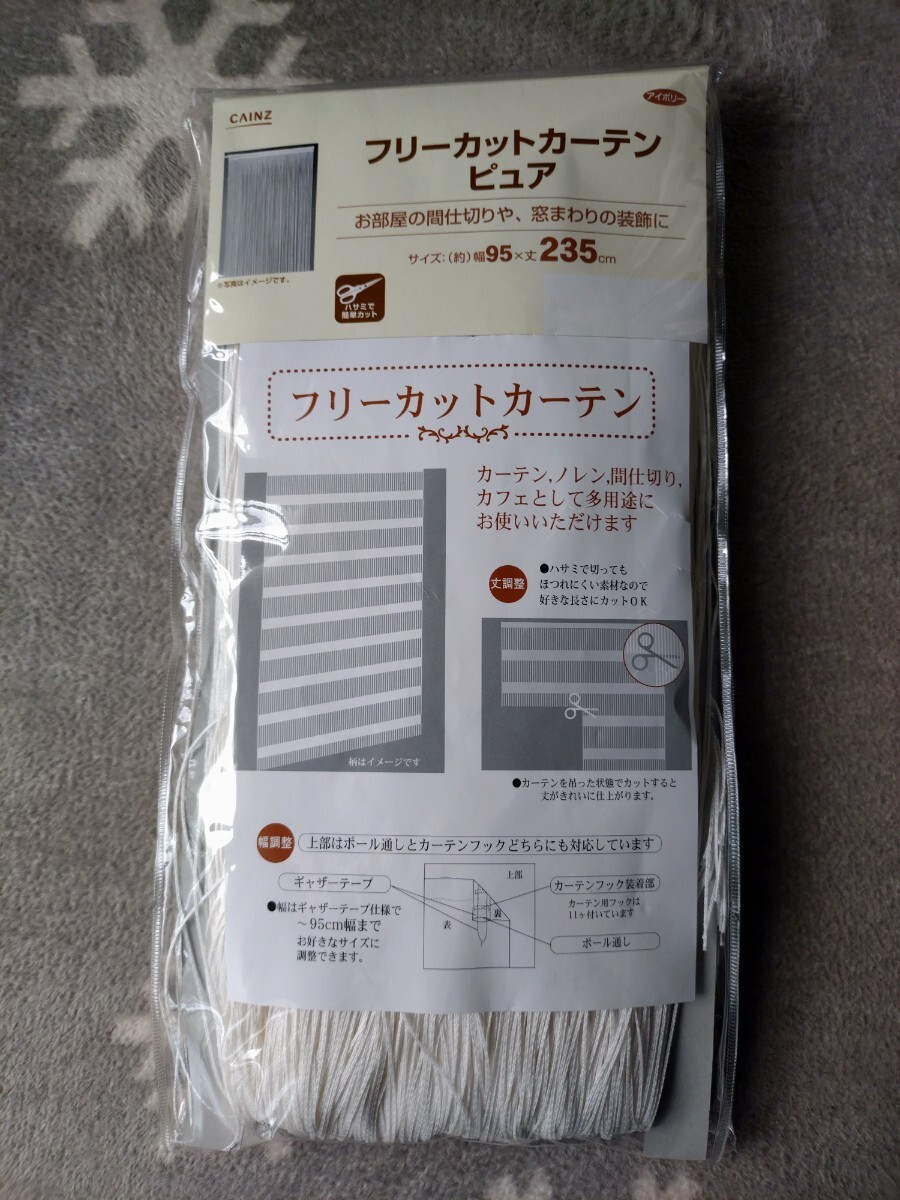 CAINZ
アイボリー
フリーカットカーテン
ピュア
お部屋の間仕切りや、窓まわりの装飾に
サイズ:(約)幅95×丈235cm
※写真はイメージです。
ハサミで
簡単カット
フリーカットカーテン
カーテン,ノレン,間仕切り,
カフェとして多用途に
お使いいただけます
丈調整
●ハサミで切っても
ほつれにくい素材なので
好きな長さにカットOK
柄はイメージです
●カーテンを吊った状態でカットすると
丈がきれいに仕上がります。
幅調整
上部はポール通しとカーテンフックどちらにも対応しています
ギャザーテープ
●幅はギャザーテープ仕様で
～95cm幅まで
お好きなサイズに
調整できます。
上部
表
裏
カーテンフック装着部
カーテン用フックは
11ヶ付いています
ポール通し